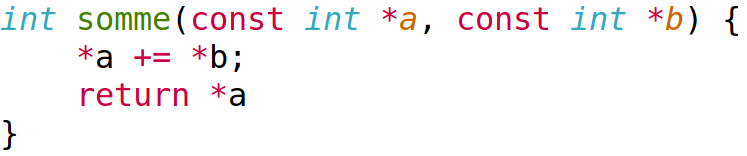 int somme(const int *a, const int *b) {
    *a += *b;
    return *a
}